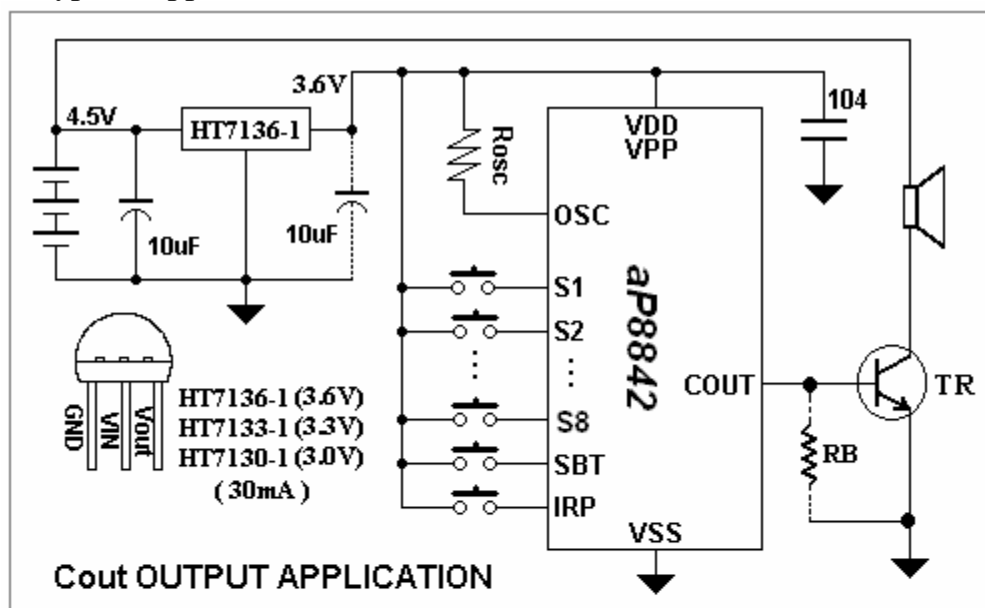 3.6V
4.5V
HT7136-1
104
Rosc
VDD
VPP
10uF
10uF
OSC
S1
S2
S8
SBT
IRP
aP8842
COUT
TR
RB
VSS
GND
VIN
Vout
HT7136-1 (3.6V)
HT7133-1 (3.3V)
HT7130-1 (3.0V)
( 30mA )
Cout OUTPUT APPLICATION